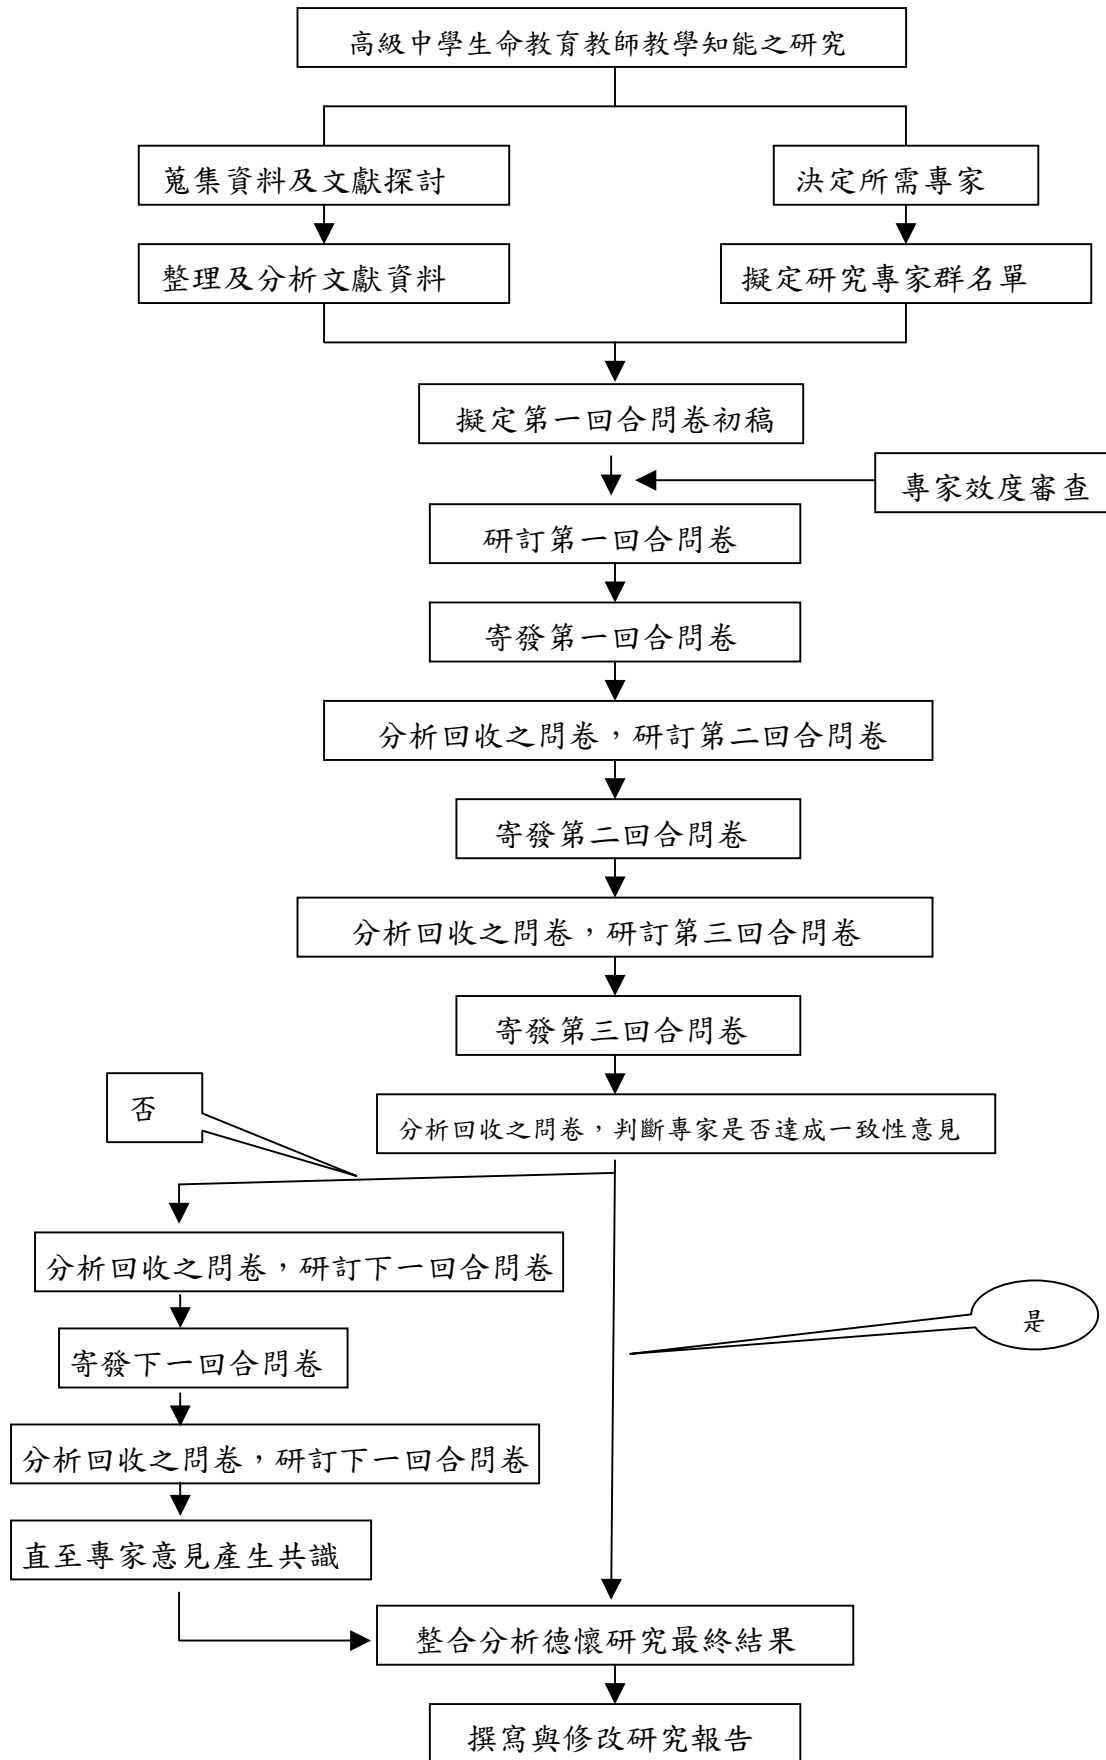 高級中學生命教育教師教學知能之研究
蒐集資料及文獻探討
決定所需專家
整理及分析文獻資料
擬定研究專家群名單
擬定第一回合問卷初稿
專家效度審查
研訂第一回合問卷
寄發第一回合問卷
分析回收之問卷，研訂第二回合問卷
寄發第二回合問卷
分析回收之問卷，研訂第三回合問卷
寄發第三回合問卷
否
分析回收之問卷，判斷專家是否達成一致性意見
分析回收之問卷，研訂下一回合問卷
是
寄發下一回合問卷
分析回收之問卷，研訂下一回合問卷
直至專家意見產生共識
整合分析德懷研究最終結果
撰寫與修改研究報告